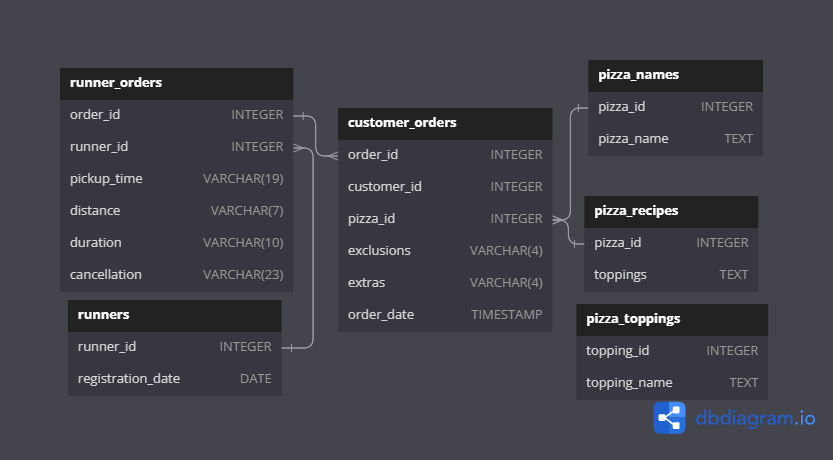 runner_orders
order_id INTEGER
runner_id INTEGER
pickup_time VARCHAR(19)
distance VARCHAR(7)
duration VARCHAR(10)
cancellation VARCHAR(23)
runners
runner_id INTEGER
registration_date DATE
customer_orders
order_id INTEGER
customer_id INTEGER
pizza_id INTEGER
exclusions VARCHAR(4)
extras VARCHAR(4)
order_date TIMESTAMP
pizza_names
pizza_id INTEGER
pizza_name TEXT
pizza_recipes
pizza_id INTEGER
toppings TEXT
pizza_toppings
topping_id INTEGER
topping_name TEXT
dbdiagram.io